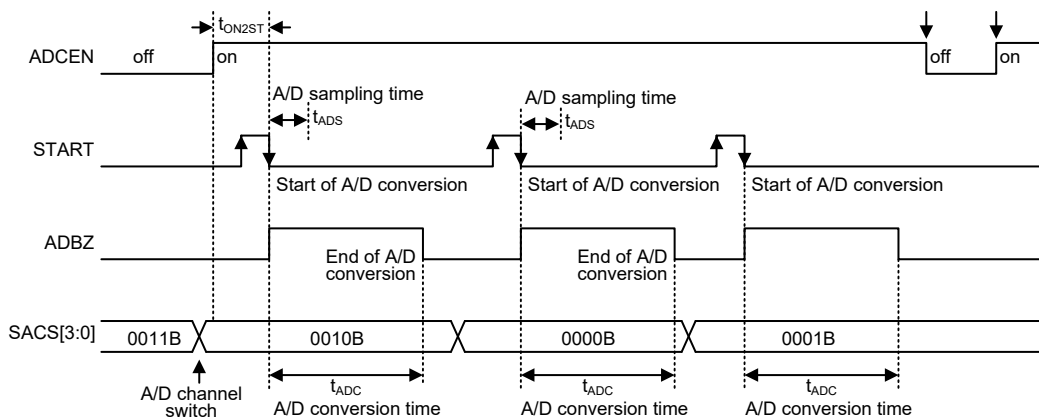 tON2ST
ADCEN
off
on
off
on
A/D sampling time
tADS
A/D sampling time
tADS
START
Start of A/D conversion
Start of A/D conversion
Start of A/D conversion
ADBZ
End of A/D
conversion
End of A/D
conversion
SACS[3:0]
0011B
0010B
0000B
0001B
A/D channel
switch
tADC
A/D conversion time
tADC
A/D conversion time
tADC
A/D conversion time